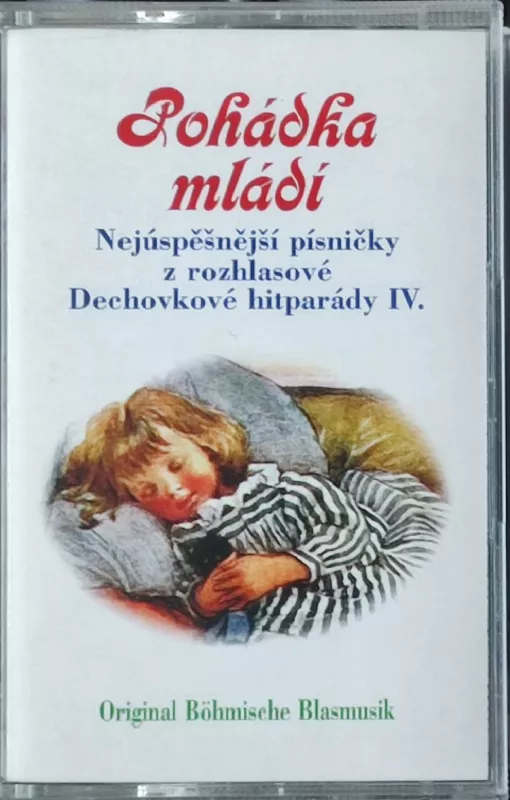 Pohádka
mládí
Nejúspěšnější písničky
z rozhlasové
Dechovkové hitparády IV.
Original Böhmische Blasmusik